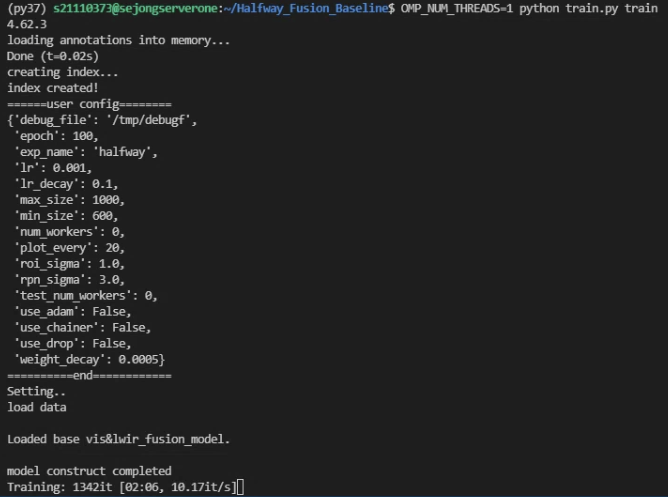 (py37) s21110373@sejongserverone:~/Halfway_Fusion_Baseline$ OMP_NUM_THREADS=1 python train.py train
4.62.3
loading annotations into memory...
Done (t=0.02s)
creating index...
index created!
======user config========
{'debug_file': '/tmp/debugf',
 'epoch': 100,
 'exp_name': 'halfway',
 'lr': 0.001,
 'lr_decay': 0.1,
 'max_size': 1000,
 'min_size': 600,
 'num_workers': 0,
 'plot_every': 20,
 'roi_sigma': 1.0,
 'rpn_sigma': 3.0,
 'test_num_workers': 0,
 'use_adam': False,
 'use_chainer': False,
 'use_drop': False,
 'weight_decay': 0.0005}
==========end============
Setting..
load data
Loaded base vis&lwir_fusion_model.
model construct completed
Training: 1342it [02:06, 10.17it/s]